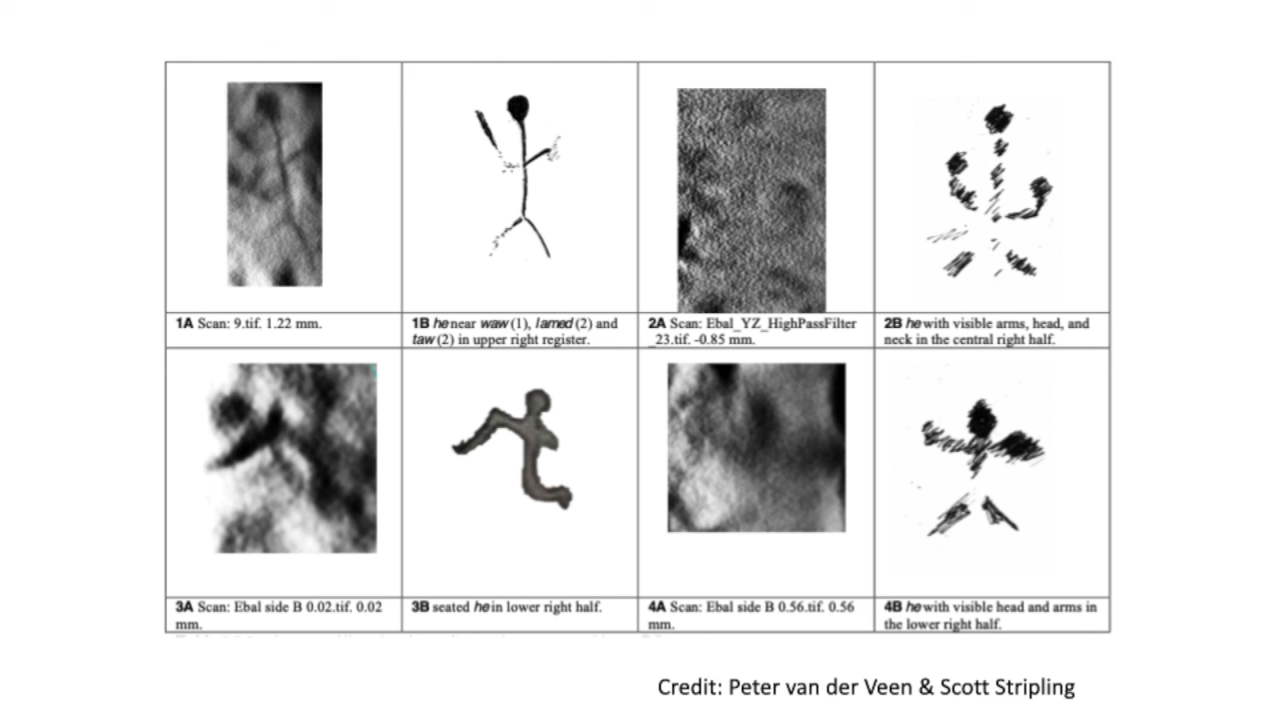 1A Scan: 9.tif. 1.22 mm.
1B he near waw (1), lamed (2) and
taw (2) in upper right register.
2A Scan: Ebal_YZ_HighPassFilter
_23.tif. -0.85 mm.
2B he with visible arms, head, and
neck in the central right half.
3A Scan: Ebal side B 0.02.tif. 0.02
mm.
3B seated he in lower right half.
4A Scan: Ebal side B 0.56.tif. 0.56
mm.
4B he with visible head and arms in
the lower right half.
Credit: Peter van der Veen & Scott Stripling